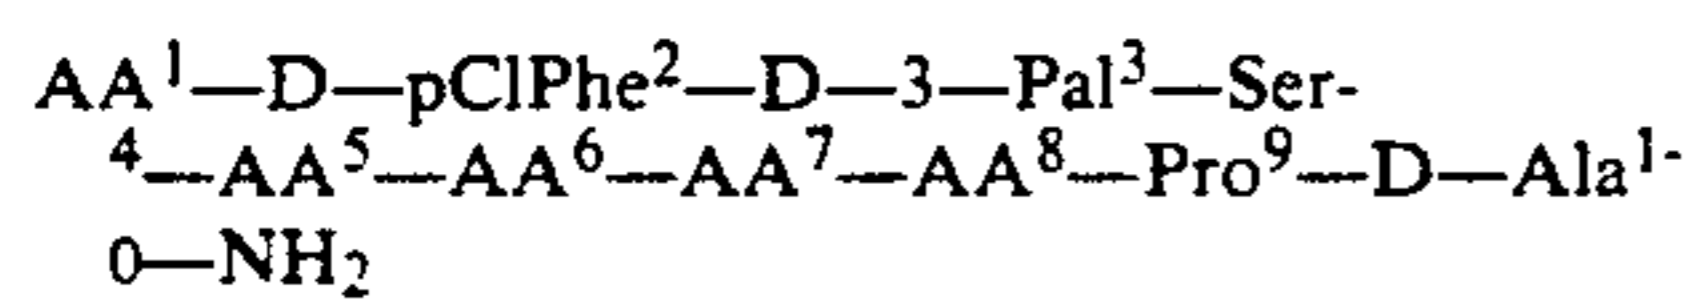 AA¹—D—pClPhe²—D—3—Pal³—Ser-
⁴—AA⁵—AA⁶—AA⁷—AA⁸—Pro⁹—D—Ala¹-
0—NH₂